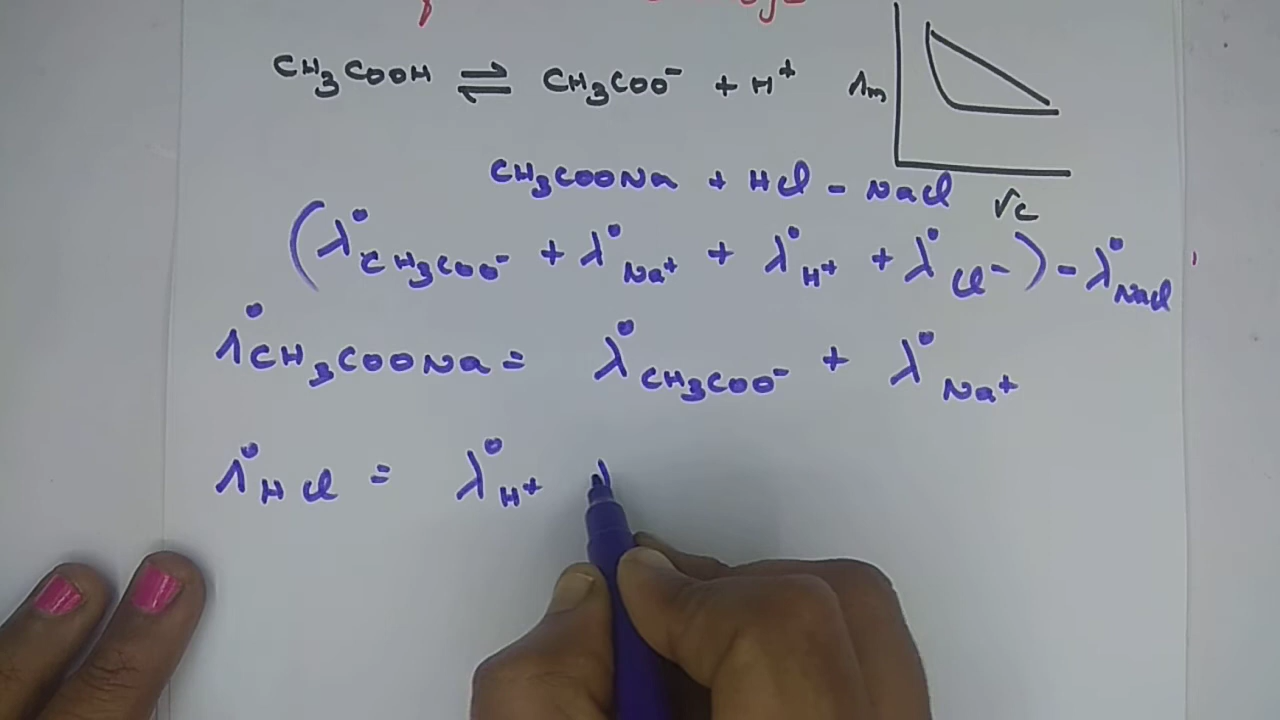 CH₃COOH ⇌ CH₃COO⁻ + H⁺
Λm
CH₃COONa + HCl - NaCl
√c
(λ°CH₃COO⁻ + λ°Na⁺ + λ°H⁺ + λ°Cl⁻) - λ°NaCl
Λ°CH₃COONa = λ°CH₃COO⁻ + λ°Na⁺
Λ°HCl = λ°H⁺